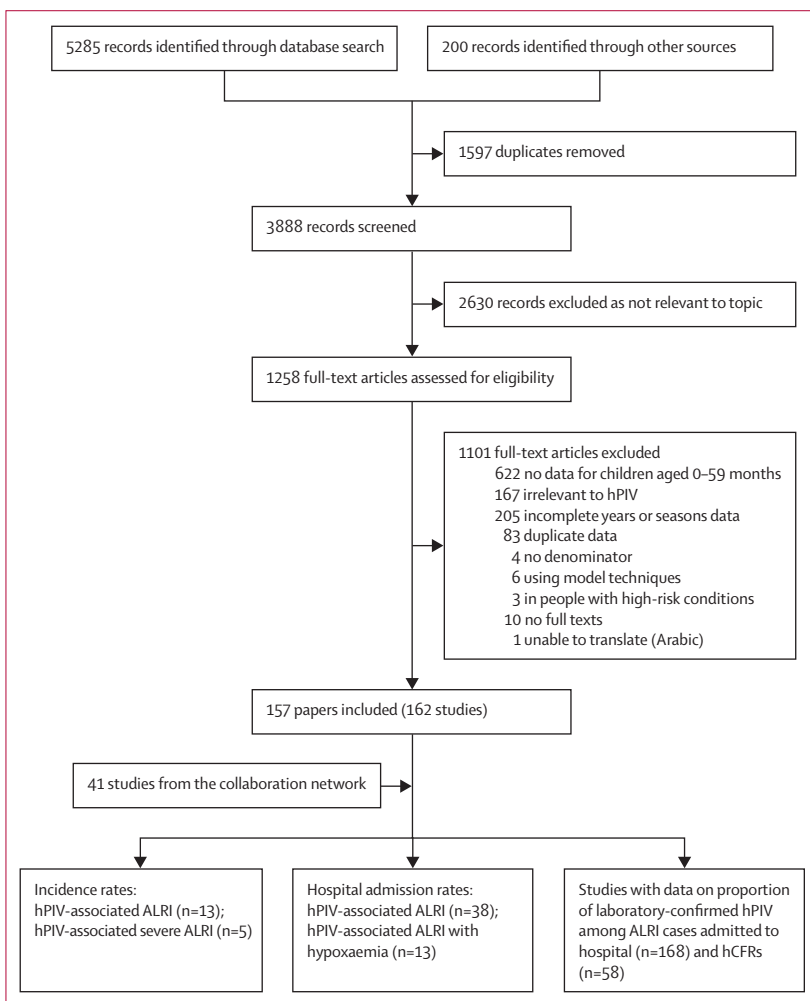 5285 records identified through database search
200 records identified through other sources
1597 duplicates removed
3888 records screened
2630 records excluded as not relevant to topic
1258 full-text articles assessed for eligibility
1101 full-text articles excluded
622 no data for children aged 0–59 months
167 irrelevant to hPIV
205 incomplete years or seasons data
83 duplicate data
4 no denominator
6 using model techniques
3 in people with high-risk conditions
10 no full texts
1 unable to translate (Arabic)
157 papers included (162 studies)
41 studies from the collaboration network
Incidence rates:
hPIV-associated ALRI (n=13);
hPIV-associated severe ALRI (n=5)
Hospital admission rates:
hPIV-associated ALRI (n=38);
hPIV-associated ALRI with
hypoxaemia (n=13)
Studies with data on proportion
of laboratory-confirmed hPIV
among ALRI cases admitted to
hospital (n=168) and hCFRs
(n=58)